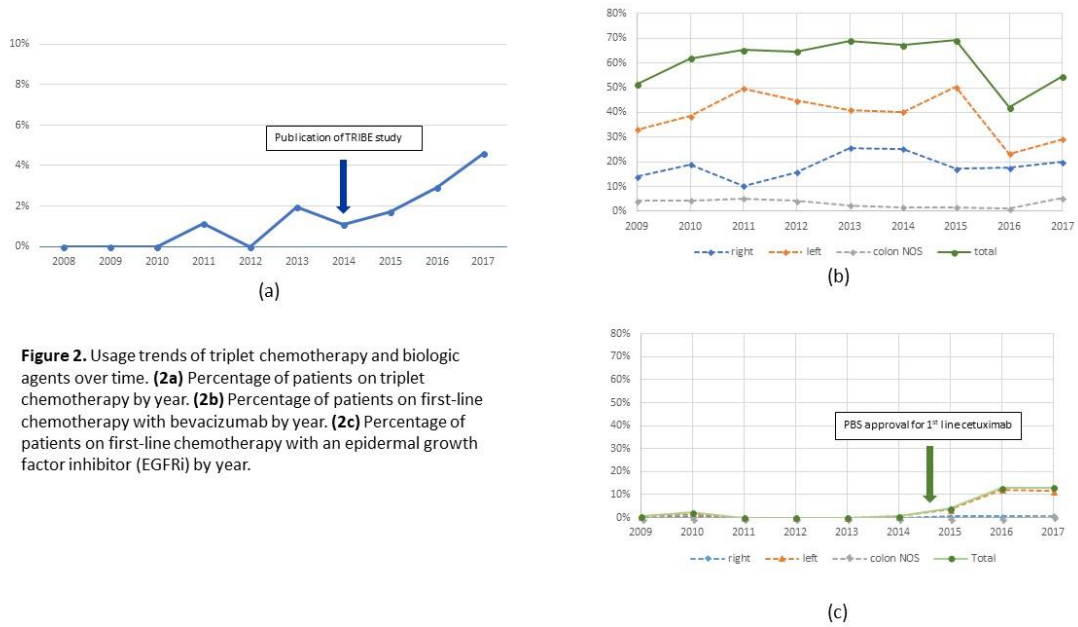 10%
8%
6%
4%
2%
0%
Publication of TRIBE study
2008 2009 2010 2011 2012 2013 2014 2015 2016 2017
(a)
80%
70%
60%
50%
40%
30%
20%
10%
0%
2009 2010 2011 2012 2013 2014 2015 2016 2017
right left colon NOS total
(b)
Figure 2. Usage trends of triplet chemotherapy and biologic
agents over time. (2a) Percentage of patients on triplet
chemotherapy by year. (2b) Percentage of patients on first-line
chemotherapy with bevacizumab by year. (2c) Percentage of
patients on first-line chemotherapy with an epidermal growth
factor inhibitor (EGFRi) by year.
80%
70%
60%
50%
40%
30%
20%
10%
0%
PBS approval for 1st line cetuximab
2009 2010 2011 2012 2013 2014 2015 2016 2017
right left colon NOS Total
(c)